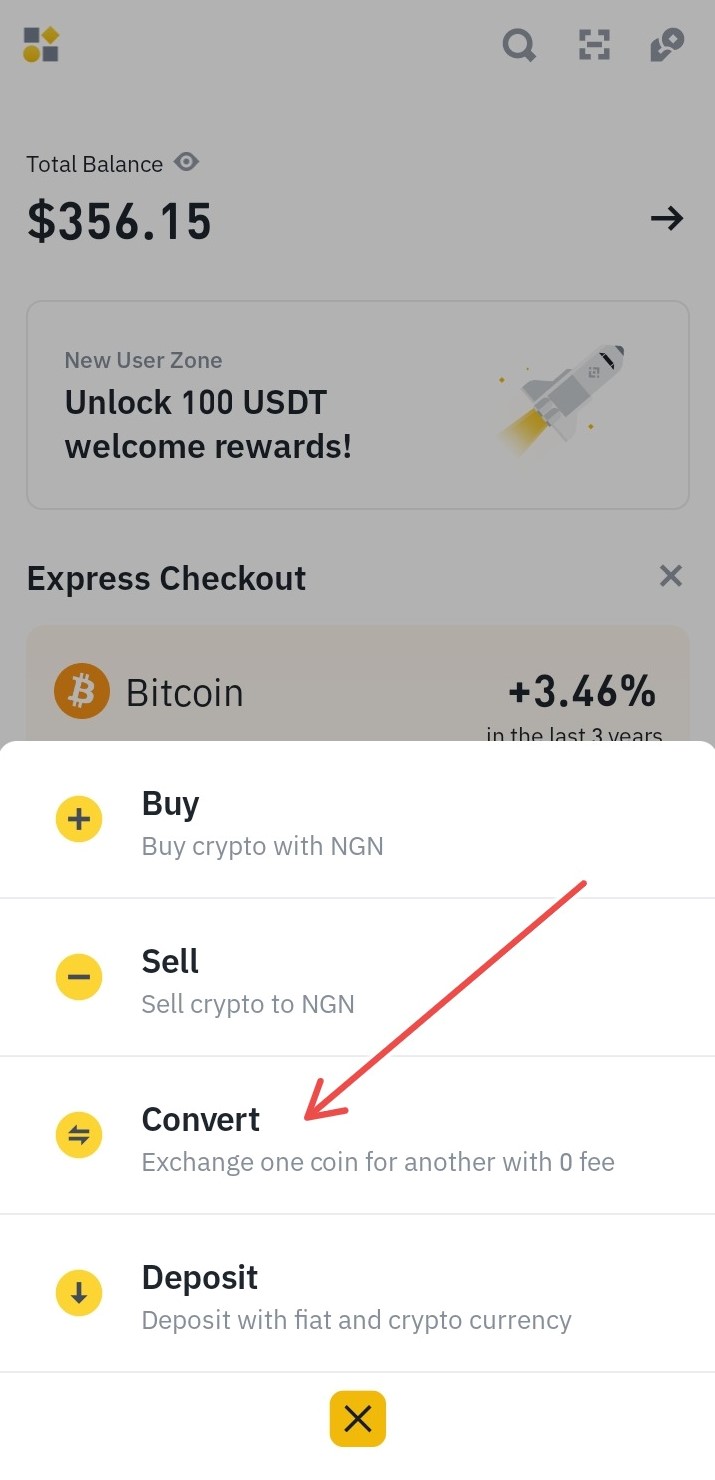 Total Balance
$356.15
New User Zone
Unlock 100 USDT
welcome rewards!
Express Checkout
Bitcoin
+3.46%
in the last 3 years
Buy
Buy crypto with NGN
Sell
Sell crypto to NGN
Convert
Exchange one coin for another with 0 fee
Deposit
Deposit with fiat and crypto currency